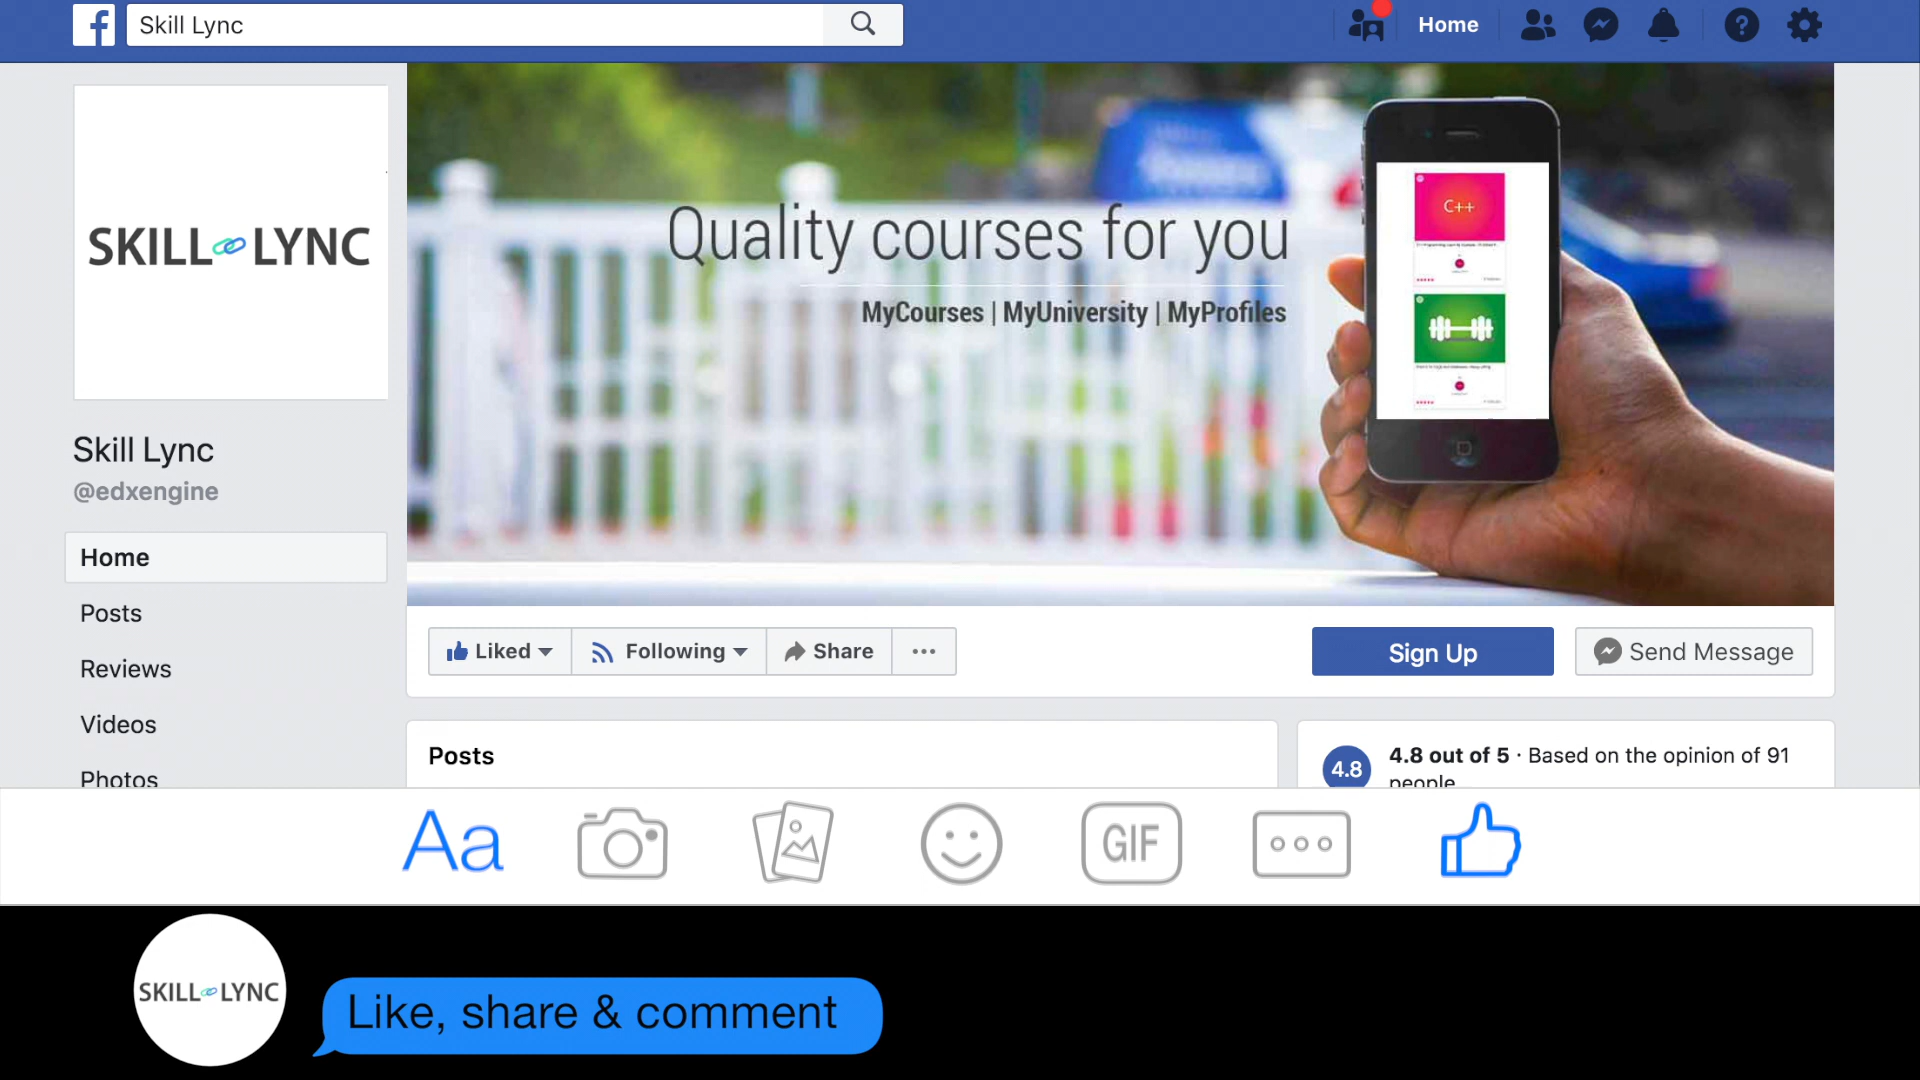 Skill Lync
Home
SKILL LYNC
Quality courses for you
MyCourses | MyUniversity | MyProfiles
C++
Skill Lync
@edxengine
Home
Posts
Reviews
Videos
Photos
Liked
Following
Share
Sign Up
Send Message
Posts
4.8
4.8 out of 5 · Based on the opinion of 91
people
Aa
GIF
SKILL LYNC
Like, share & comment